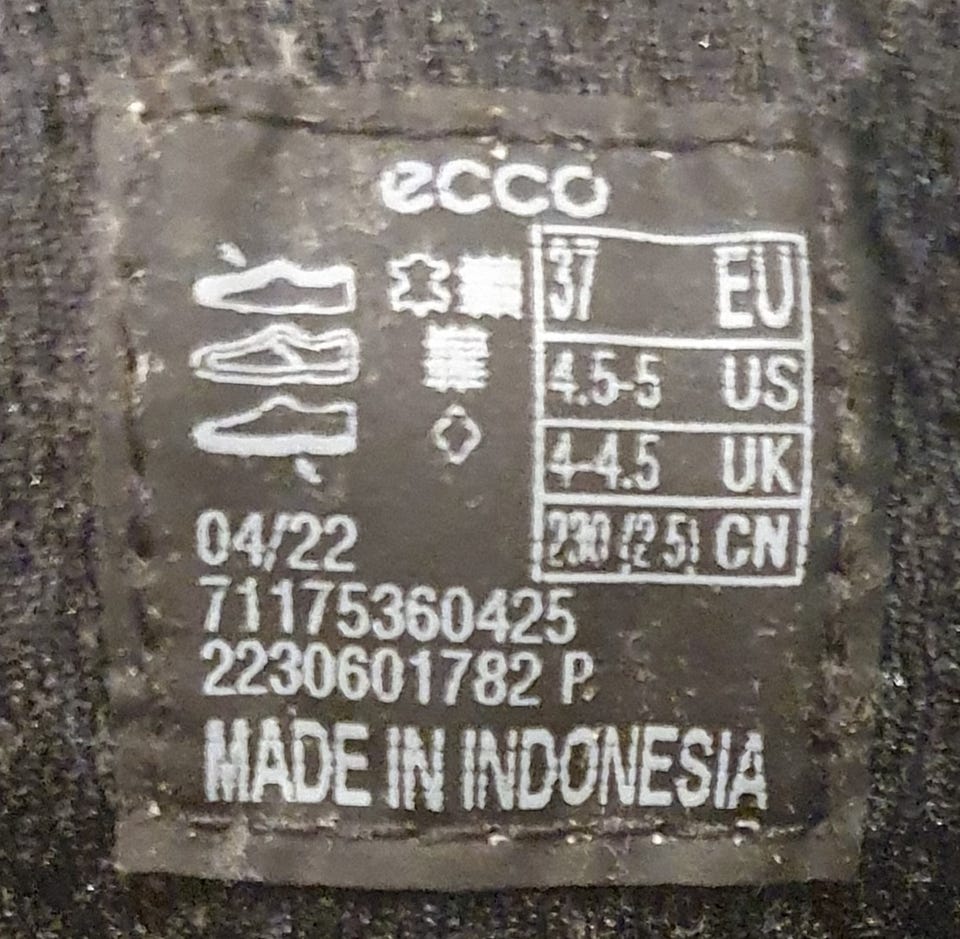 ecco
37 EU
4.5-5 US
4-4.5 UK
230 (2.5) CN
04/22
71175360425
2230601782 P.
MADE IN INDONESIA